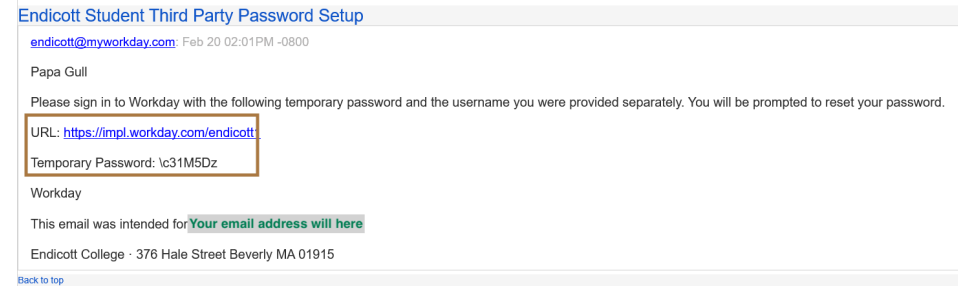 Endicott Student Third Party Password Setup
endicott@myworkday.com: Feb 20 02:01PM -0800
Papa Gull
Please sign in to Workday with the following temporary password and the username you were provided separately. You will be prompted to reset your password.
URL: https://impl.workday.com/endicott
Temporary Password: \c31M5Dz
Workday
This email was intended for Your email address will here
Endicott College · 376 Hale Street Beverly MA 01915
Back to top